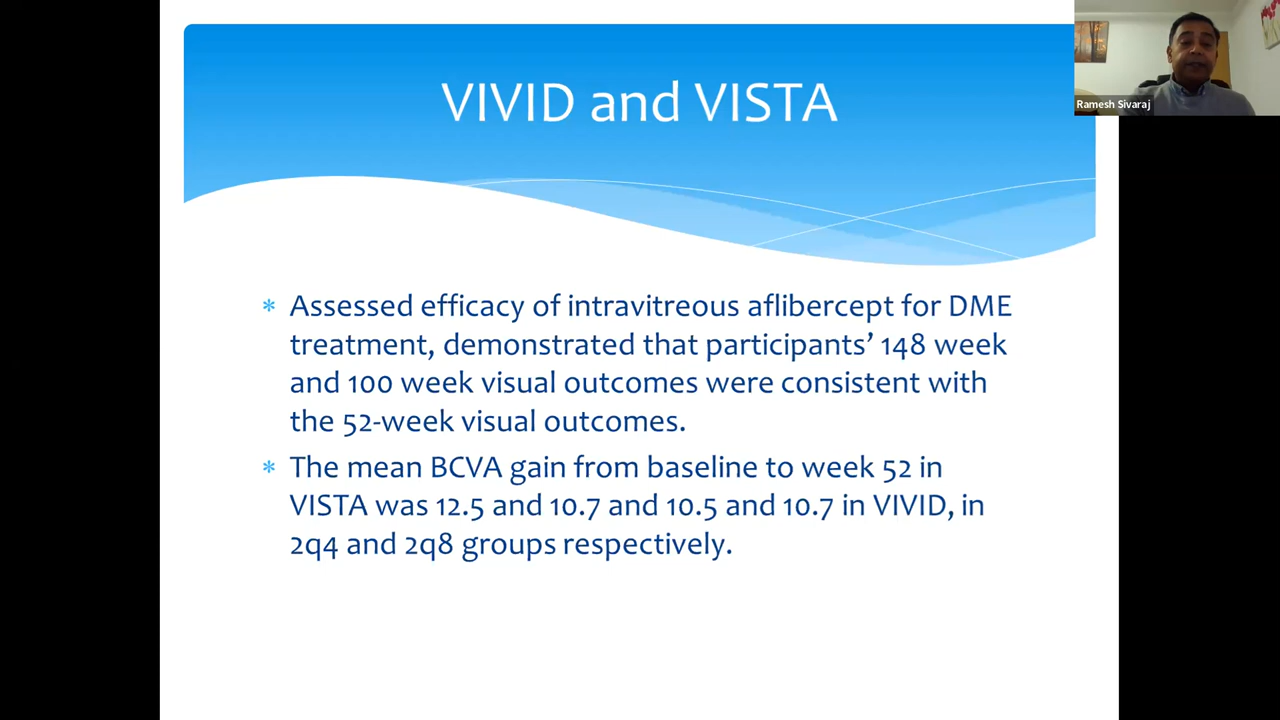 VIVID and VISTA
Ramesh Sivaraj
* Assessed efficacy of intravitreous aflibercept for DME
treatment, demonstrated that participants’ 148 week
and 100 week visual outcomes were consistent with
the 52-week visual outcomes.
* The mean BCVA gain from baseline to week 52 in
VISTA was 12.5 and 10.7 and 10.5 and 10.7 in VIVID, in
2q4 and 2q8 groups respectively.